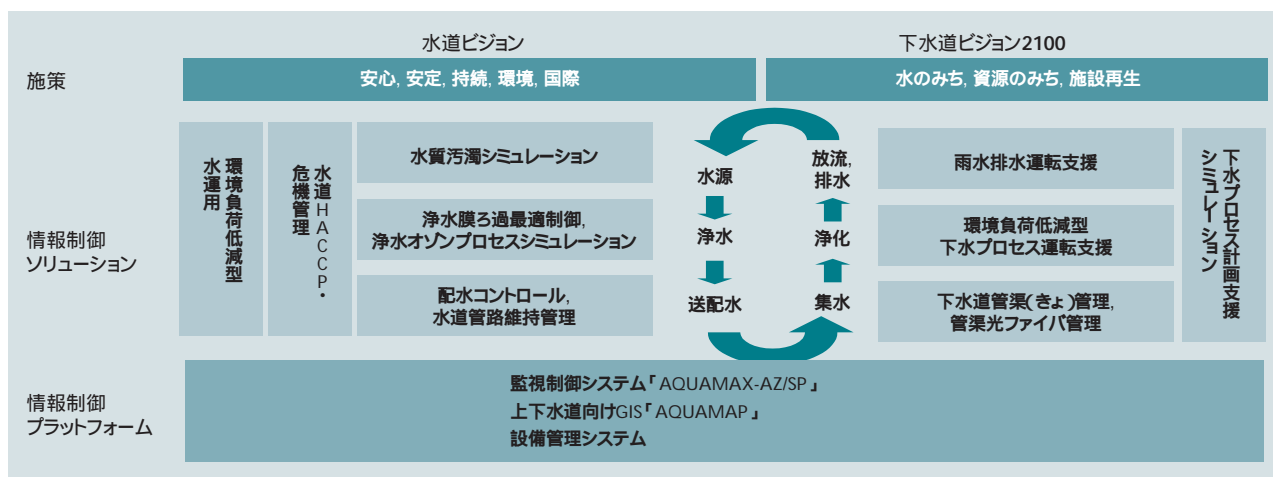 水道ビジョン
下水道ビジョン2100
施策
安心, 安定, 持続, 環境, 国際
水のみち, 資源のみち, 施設再生
情報制御
ソリューション
環境負荷低減型
水運用
水道HACCP・
危機管理
水質汚濁シミュレーション
浄水膜ろ過最適制御,
浄水オゾンプロセスシミュレーション
配水コントロール,
水道管路維持管理
水源
浄水
送配水
放流,
排水
浄化
集水
雨水排水運転支援
環境負荷低減型
下水プロセス運転支援
下水道管渠(きょ)管理,
管渠光ファイバ管理
下水プロセス計画支援
シミュレーション
情報制御
プラットフォーム
監視制御システム「AQUAMAX-AZ/SP」
上下水道向けGIS「AQUAMAP」
設備管理システム